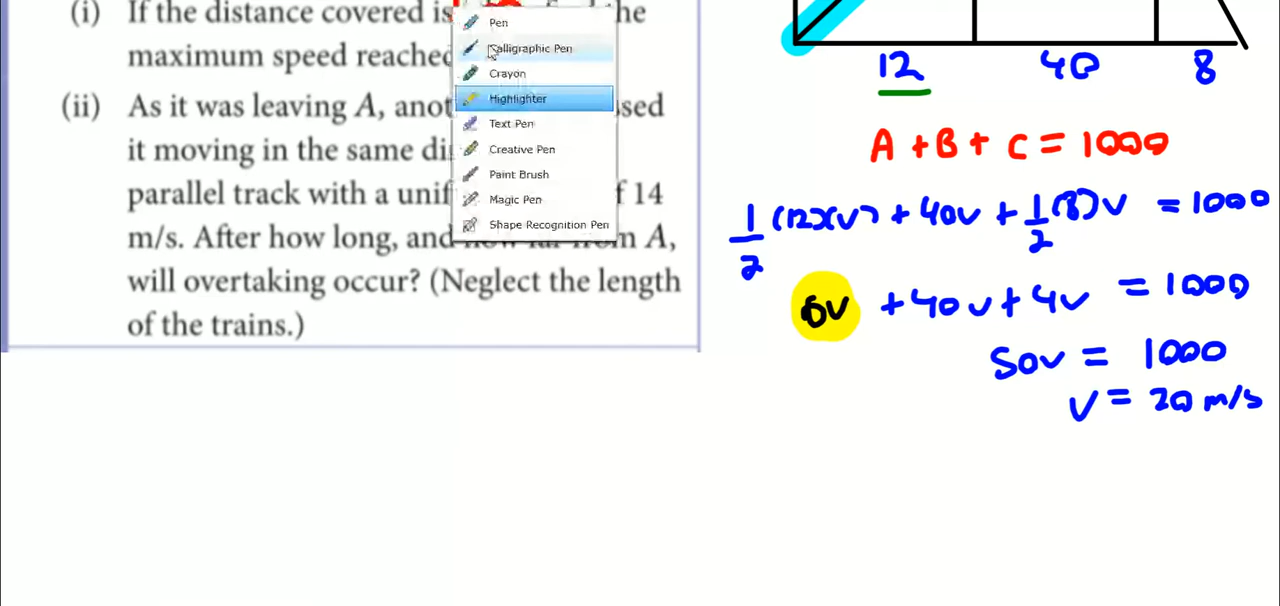 (i) If the distance covered is he
maximum speed reached
(ii) As it was leaving A, anot sed
it moving in the same di
parallel track with a unif f 14
m/s. After how long, and n A,
will overtaking occur? (Neglect the length
of the trains.)
Pen
Calligraphic Pen
Crayon
Highlighter
Text Pen
Creative Pen
Paint Brush
Magic Pen
Shape Recognition Pen
12 40 8
A + B + C = 1000
1/2 (12)(v) + 40v + 1/2 (8)v = 1000
6v + 40v + 4v = 1000
50v = 1000
v = 20 m/s